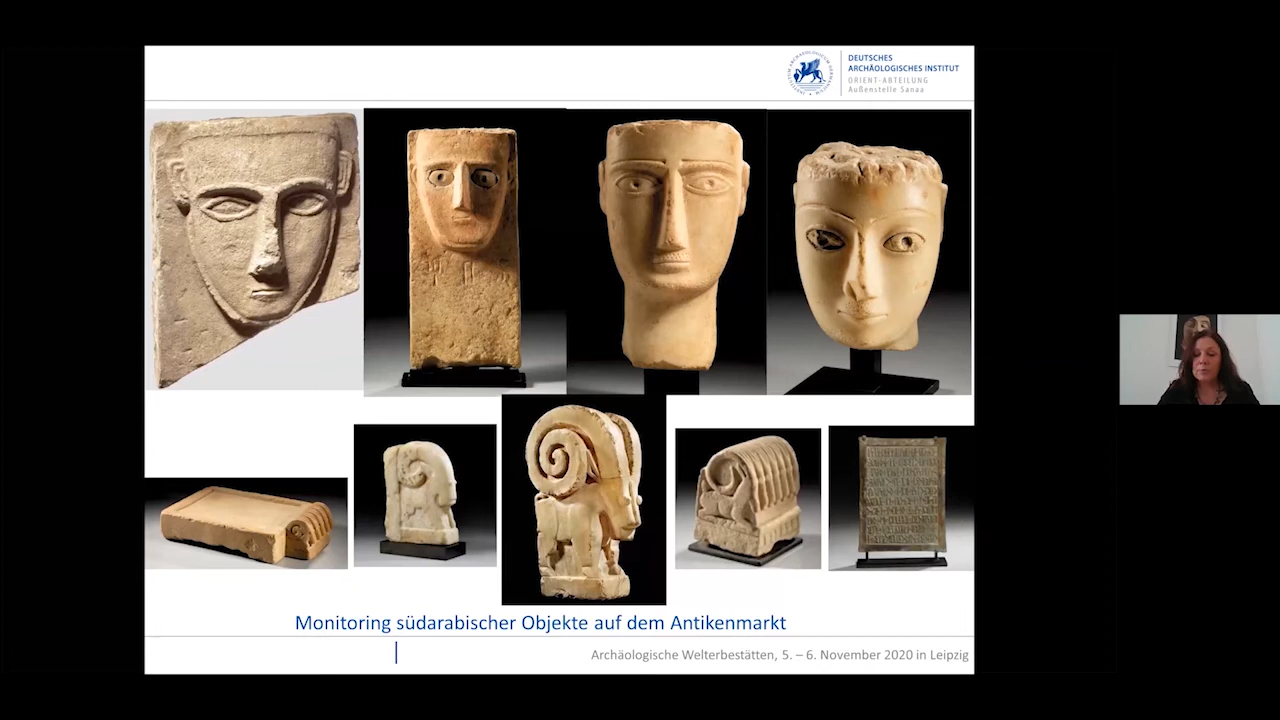 DEUTSCHES
ARCHÄOLOGISCHES INSTITUT
ORIENT-ABTEILUNG
Außenstelle Sanaa
Monitoring südarabischer Objekte auf dem Antikenmarkt
Archäologische Welterbestätten, 5. – 6. November 2020 in Leipzig